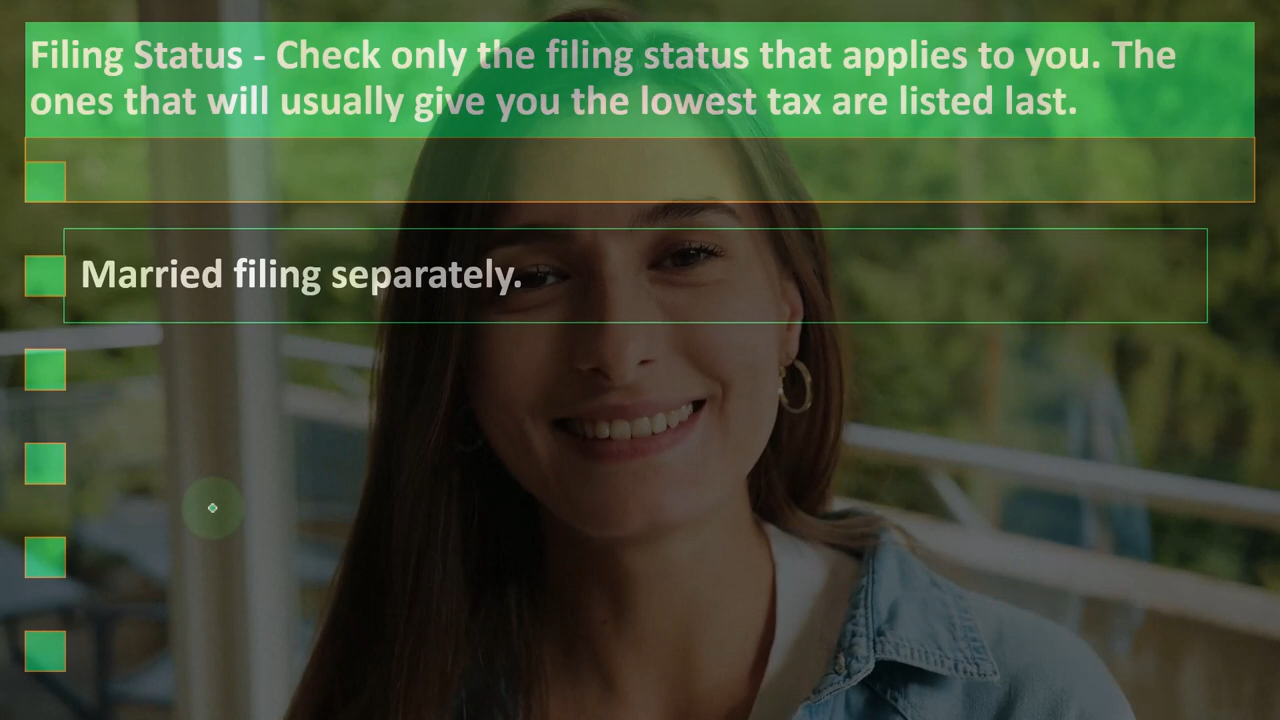 Filing Status - Check only the filing status that applies to you. The
ones that will usually give you the lowest tax are listed last.
Married filing separately.